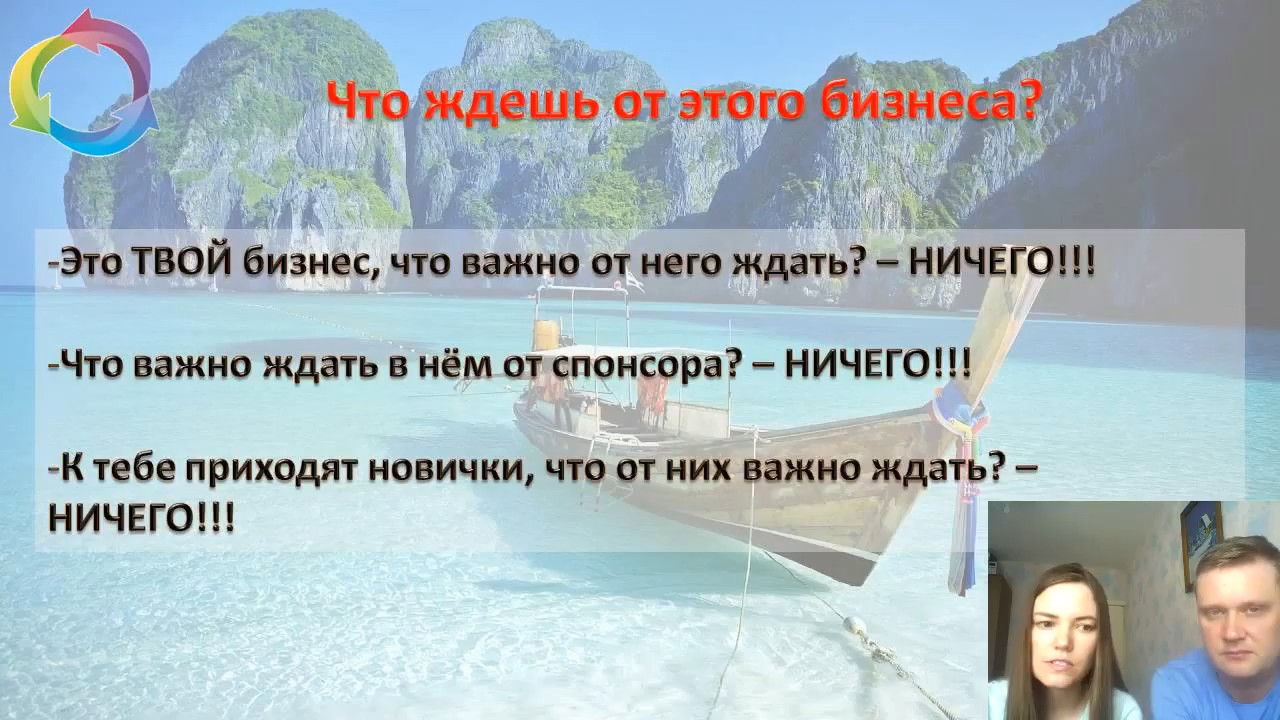 Что ждешь от этого бизнеса?
-Это ТВОЙ бизнес, что важно от него ждать? – НИЧЕГО!!!
-Что важно ждать в нём от спонсора? – НИЧЕГО!!!
-К тебе приходят новички, что от них важно ждать? –
НИЧЕГО!!!